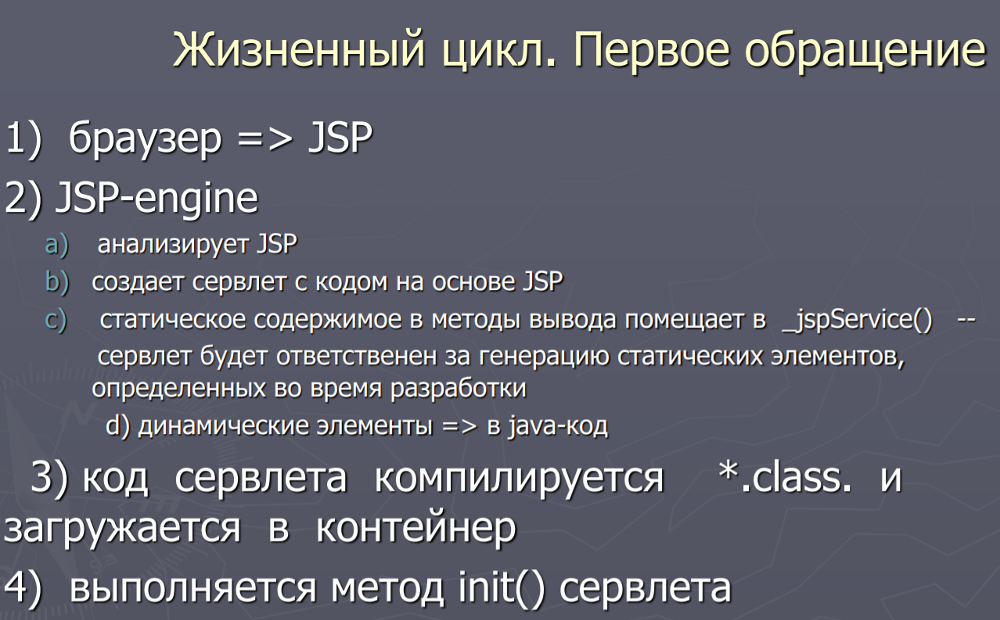 Жизненный цикл. Первое обращение
1) браузер => JSP
2) JSP-engine
a) анализирует JSP
b) создает сервлет с кодом на основе JSP
c) статическое содержимое в методы вывода помещает в _jspService() --
сервлет будет ответственен за генерацию статических элементов,
определенных во время разработки
d) динамические элементы => в java-код
3) код сервлета компилируется *.class. и
загружается в контейнер
4) выполняется метод init() сервлета